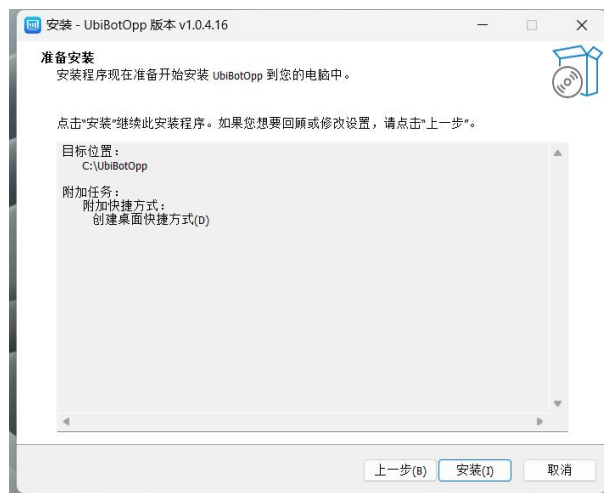 安装 - UbiBotOpp 版本 v1.0.4.16
准备安装
安装程序现在准备开始安装 UbiBotOpp 到您的电脑中。
点击"安装"继续此安装程序。如果您想要回顾或修改设置，请点击"上一步"。
目标位置：
C:\UbiBotOpp
附加任务：
附加快捷方式：
创建桌面快捷方式(D)
上一步(B) 安装(I) 取消